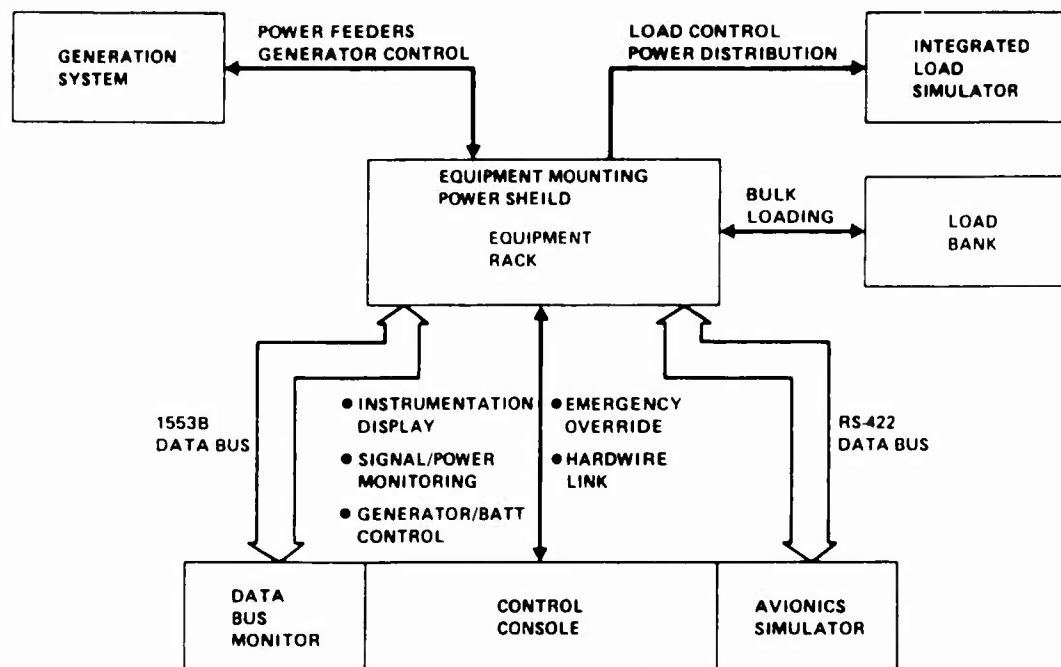 GENERATION
SYSTEM
POWER FEEDERS
GENERATOR CONTROL
LOAD CONTROL
POWER DISTRIBUTION
INTEGRATED
LOAD
SIMULATOR
EQUIPMENT MOUNTING
POWER SHEILD
EQUIPMENT
RACK
BULK
LOADING
LOAD
BANK
1553B
DATA BUS
● INSTRUMENTATION
DISPLAY
● SIGNAL/POWER
MONITORING
● GENERATOR/BATT
CONTROL
● EMERGENCY
OVERRIDE
● HARDWIRE
LINK
RS-422
DATA BUS
DATA
BUS
MONITOR
CONTROL
CONSOLE
AVIONICS
SIMULATOR